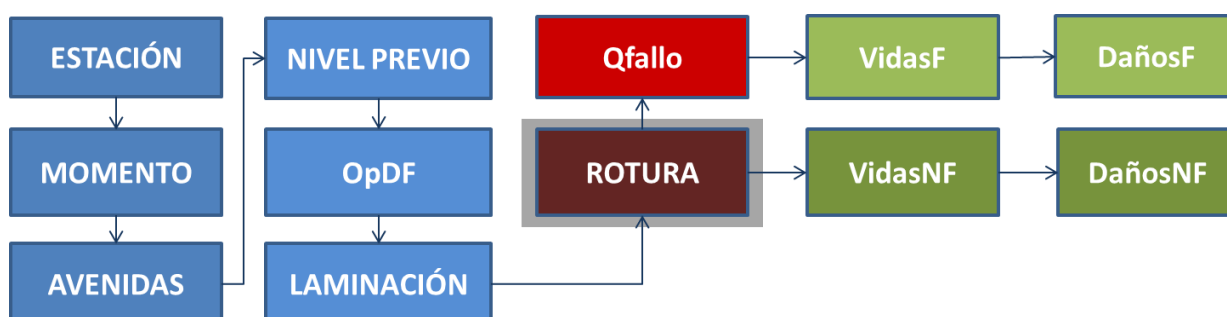 ESTACIÓN
MOMENTO
AVENIDAS
NIVEL PREVIO
OpDF
LAMINACIÓN
ROTURA
Qfallo
VidasF
DañosF
VidasNF
DañosNF